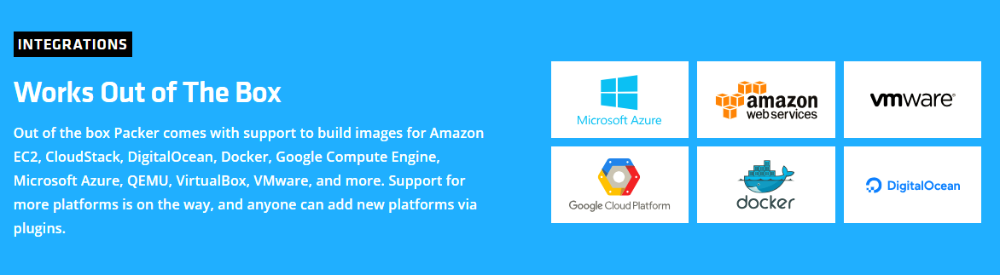 INTEGRATIONS
Works Out of The Box
Out of the box Packer comes with support to build images for Amazon
EC2, CloudStack, DigitalOcean, Docker, Google Compute Engine,
Microsoft Azure, QEMU, VirtualBox, VMware, and more. Support for
more platforms is on the way, and anyone can add new platforms via
plugins.
Microsoft Azure
amazon
webservices
vmware®
Google Cloud Platform
docker
DigitalOcean